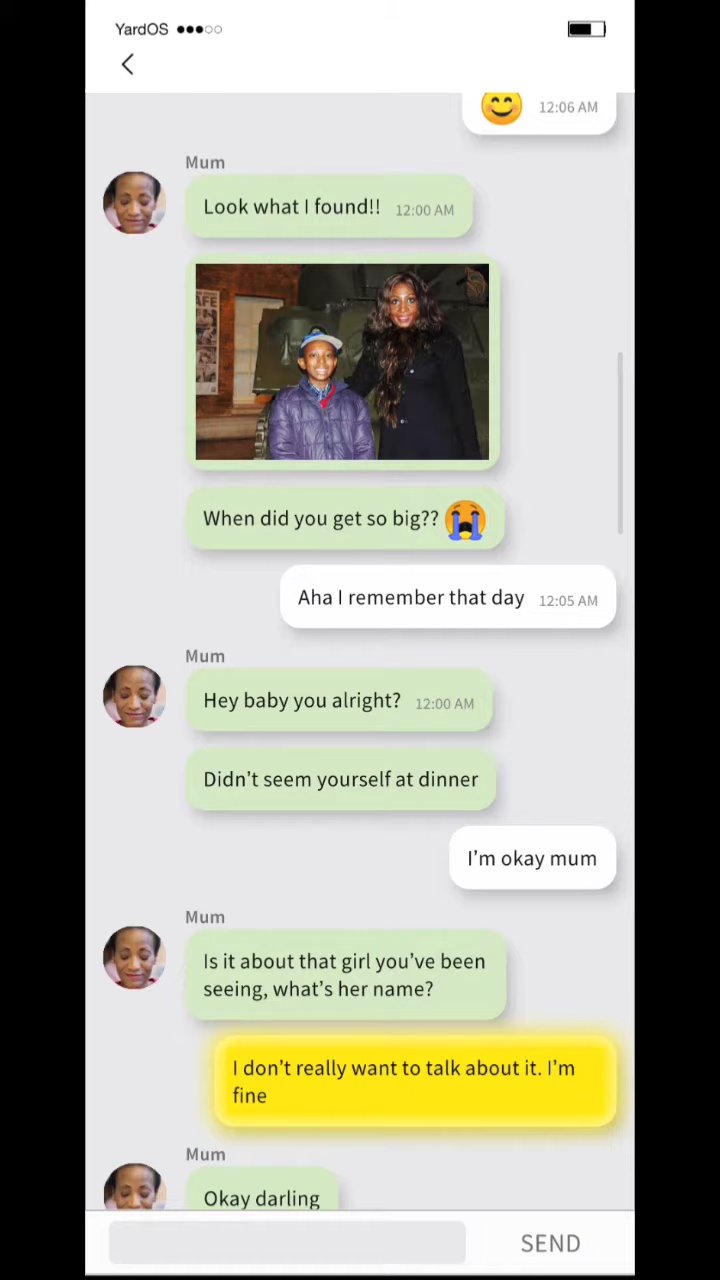 YardOS
12:06 AM
Mum
Look what I found!! 12:00 AM
AFE
When did you get so big??
Aha I remember that day 12:05 AM
Mum
Hey baby you alright? 12:00 AM
Didn't seem yourself at dinner
I'm okay mum
Mum
Is it about that girl you've been
seeing, what's her name?
I don't really want to talk about it. I'm
fine
Mum
Okay darling
SEND